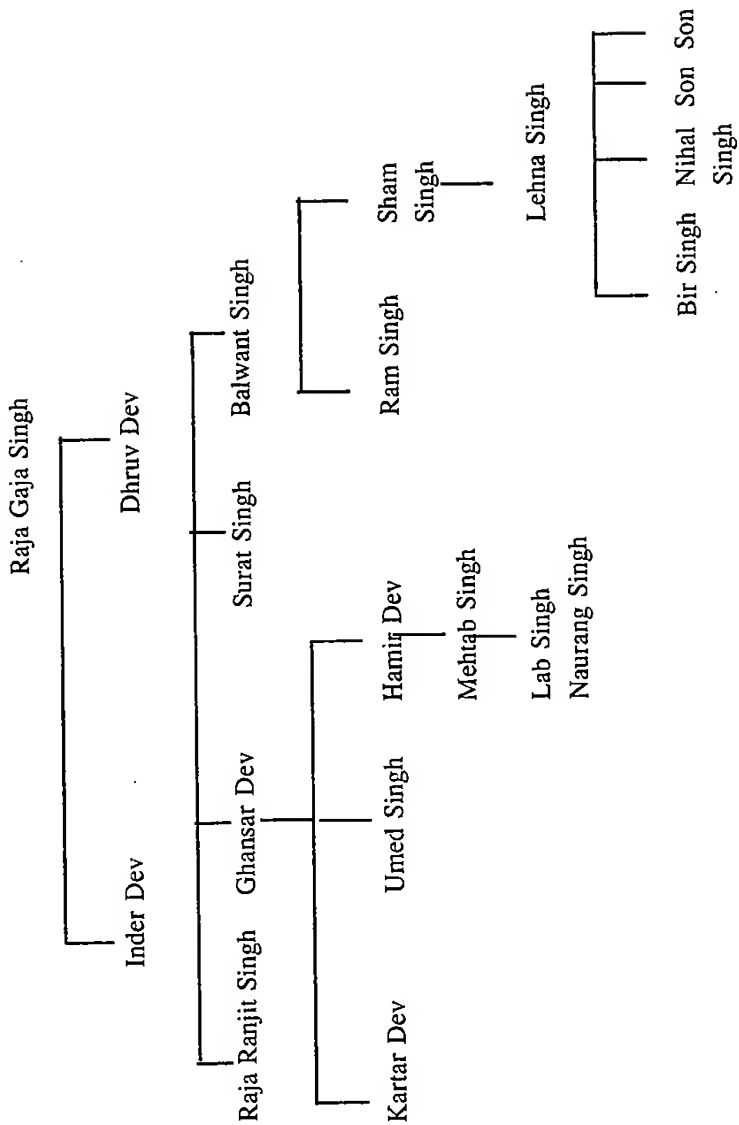 Raja Gaja Singh
Inder Dev Dhruv Dev
Raja Ranjit Singh Ghansar Dev Surat Singh Balwant Singh
Kartar Dev Umed Singh Hamir Dev Ram Singh Sham
Singh
Mehtab Singh
Lab Singh
Naurang Singh
Lehna Singh
Bir Singh Nihal Son Son
Singh